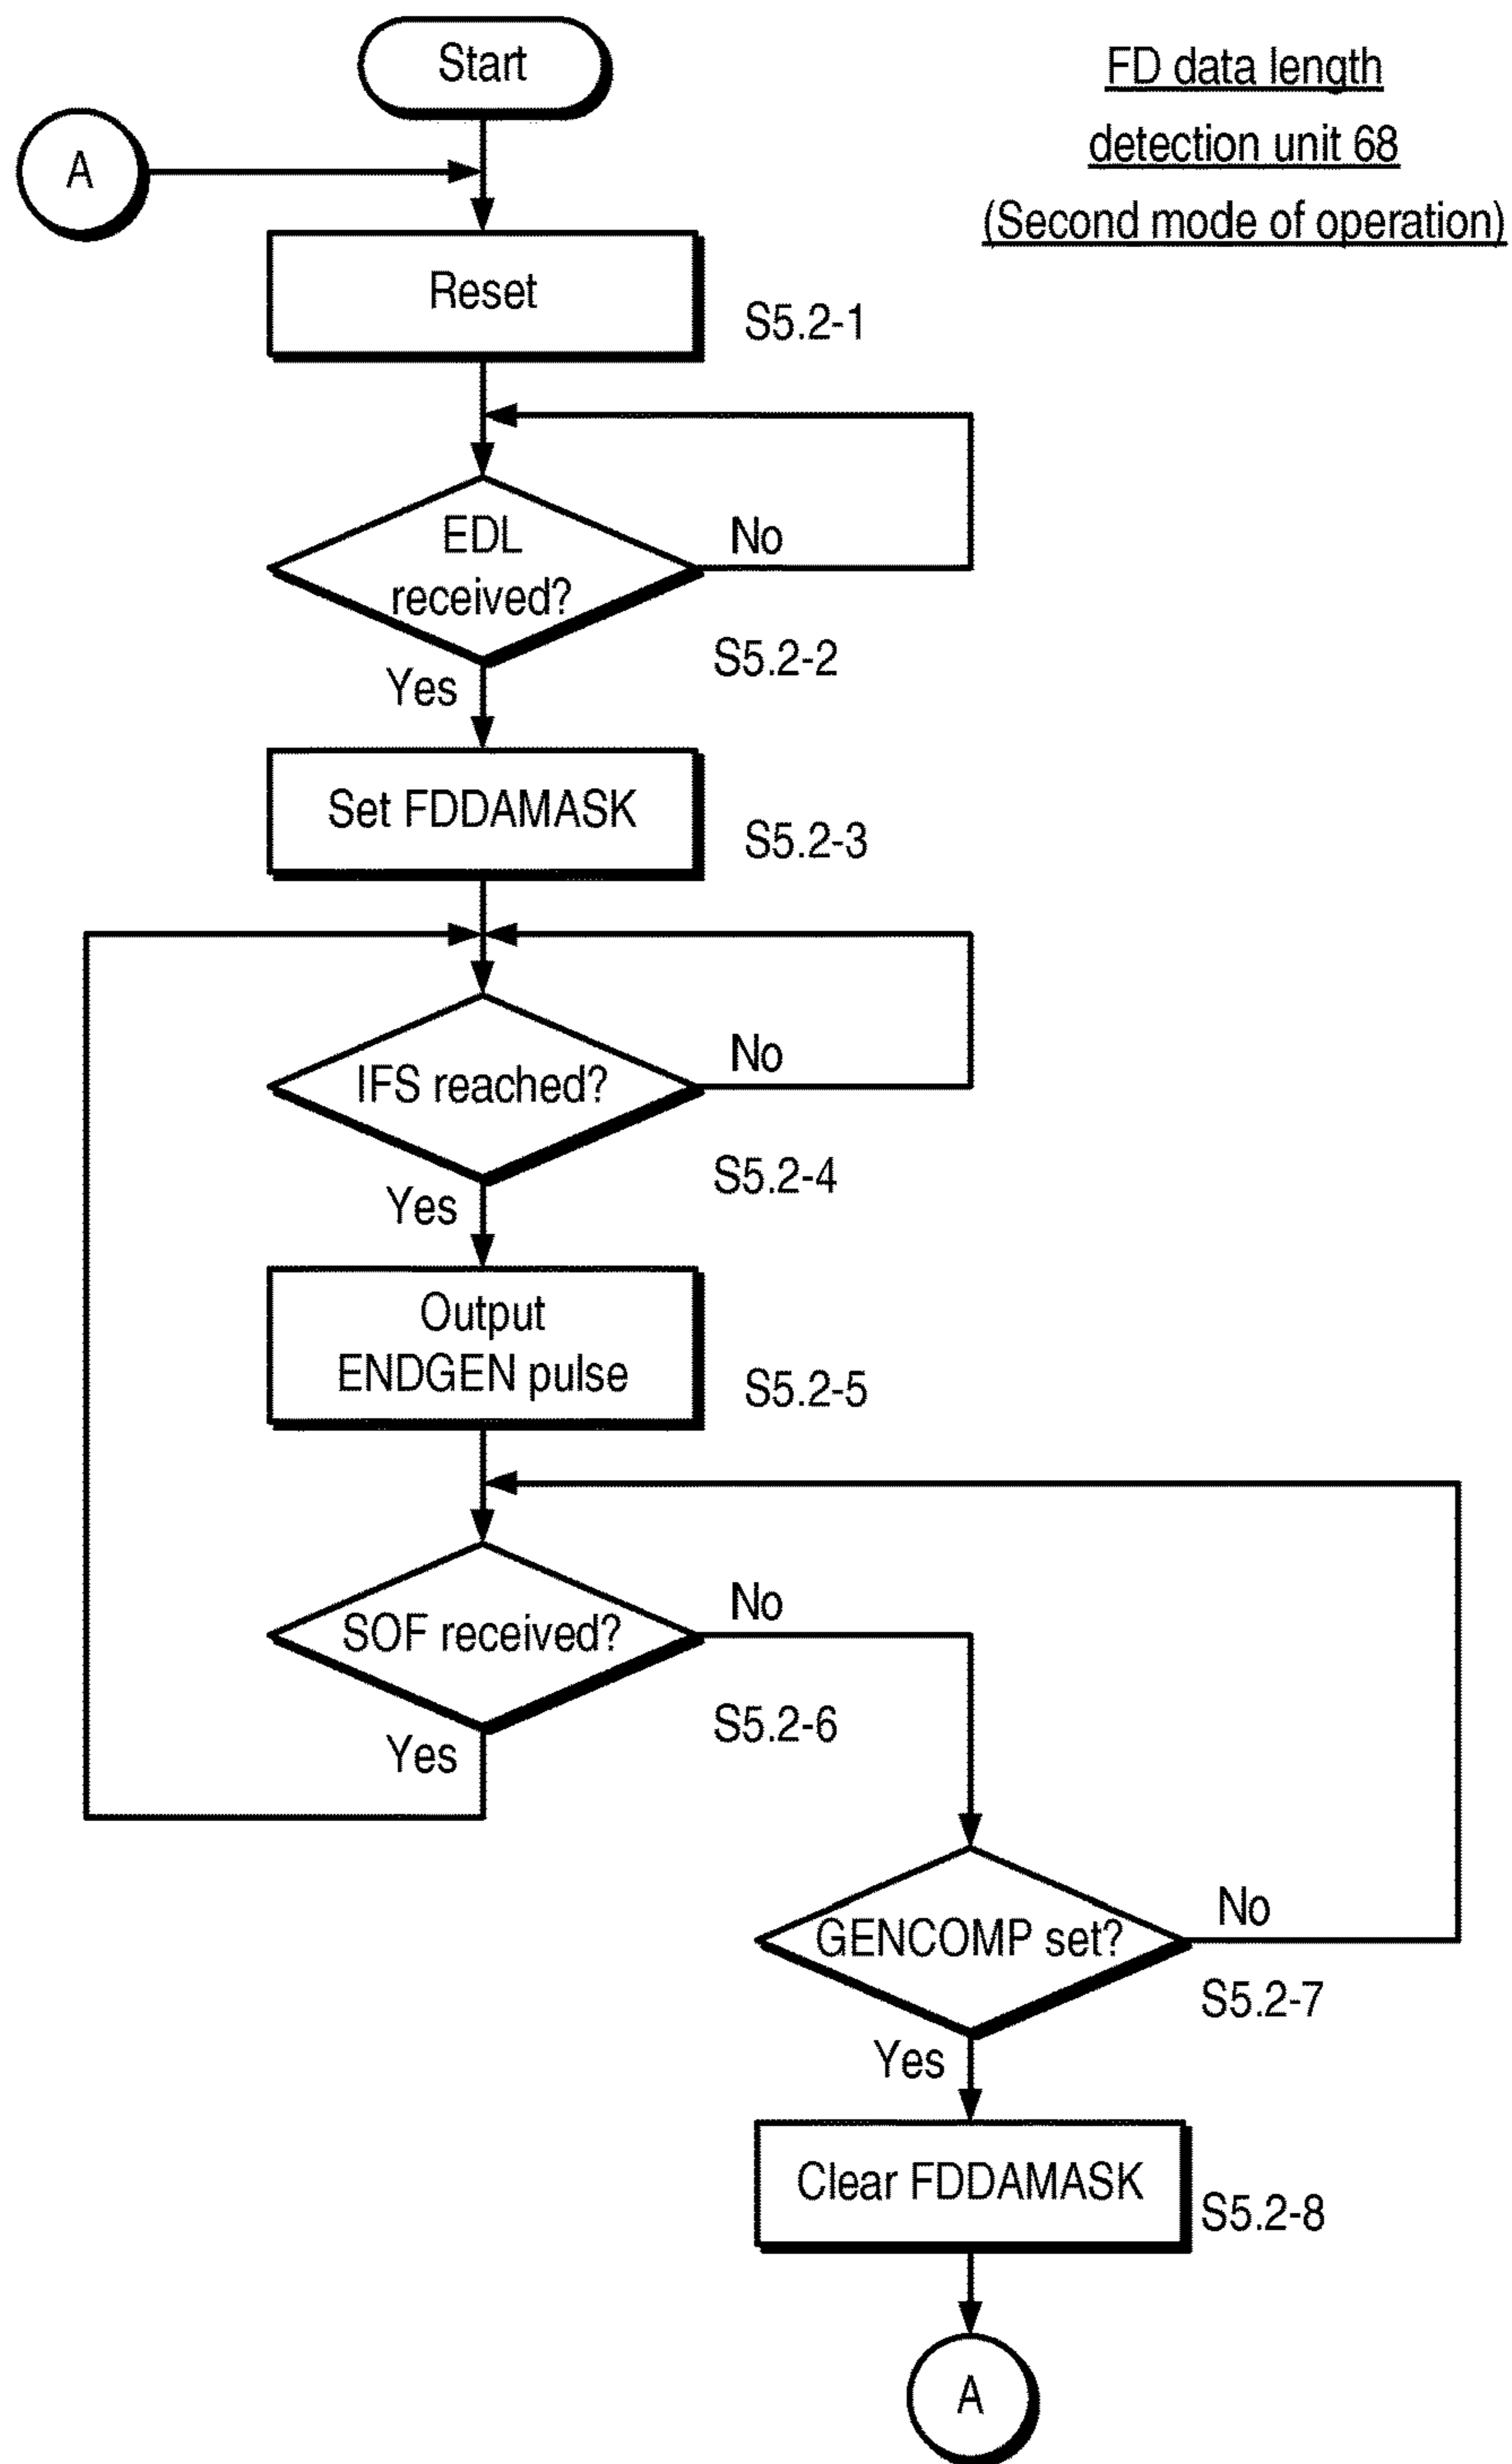 Start
FD data length
detection unit 68
(Second mode of operation)
A
Reset
S5.2-1
EDL
received?
No
S5.2-2
Yes
Set FDDAMASK
S5.2-3
IFS reached?
No
S5.2-4
Yes
Output
ENDGEN pulse
S5.2-5
SOF received?
No
S5.2-6
Yes
GENCOMP set?
No
S5.2-7
Yes
Clear FDDAMASK
S5.2-8
A